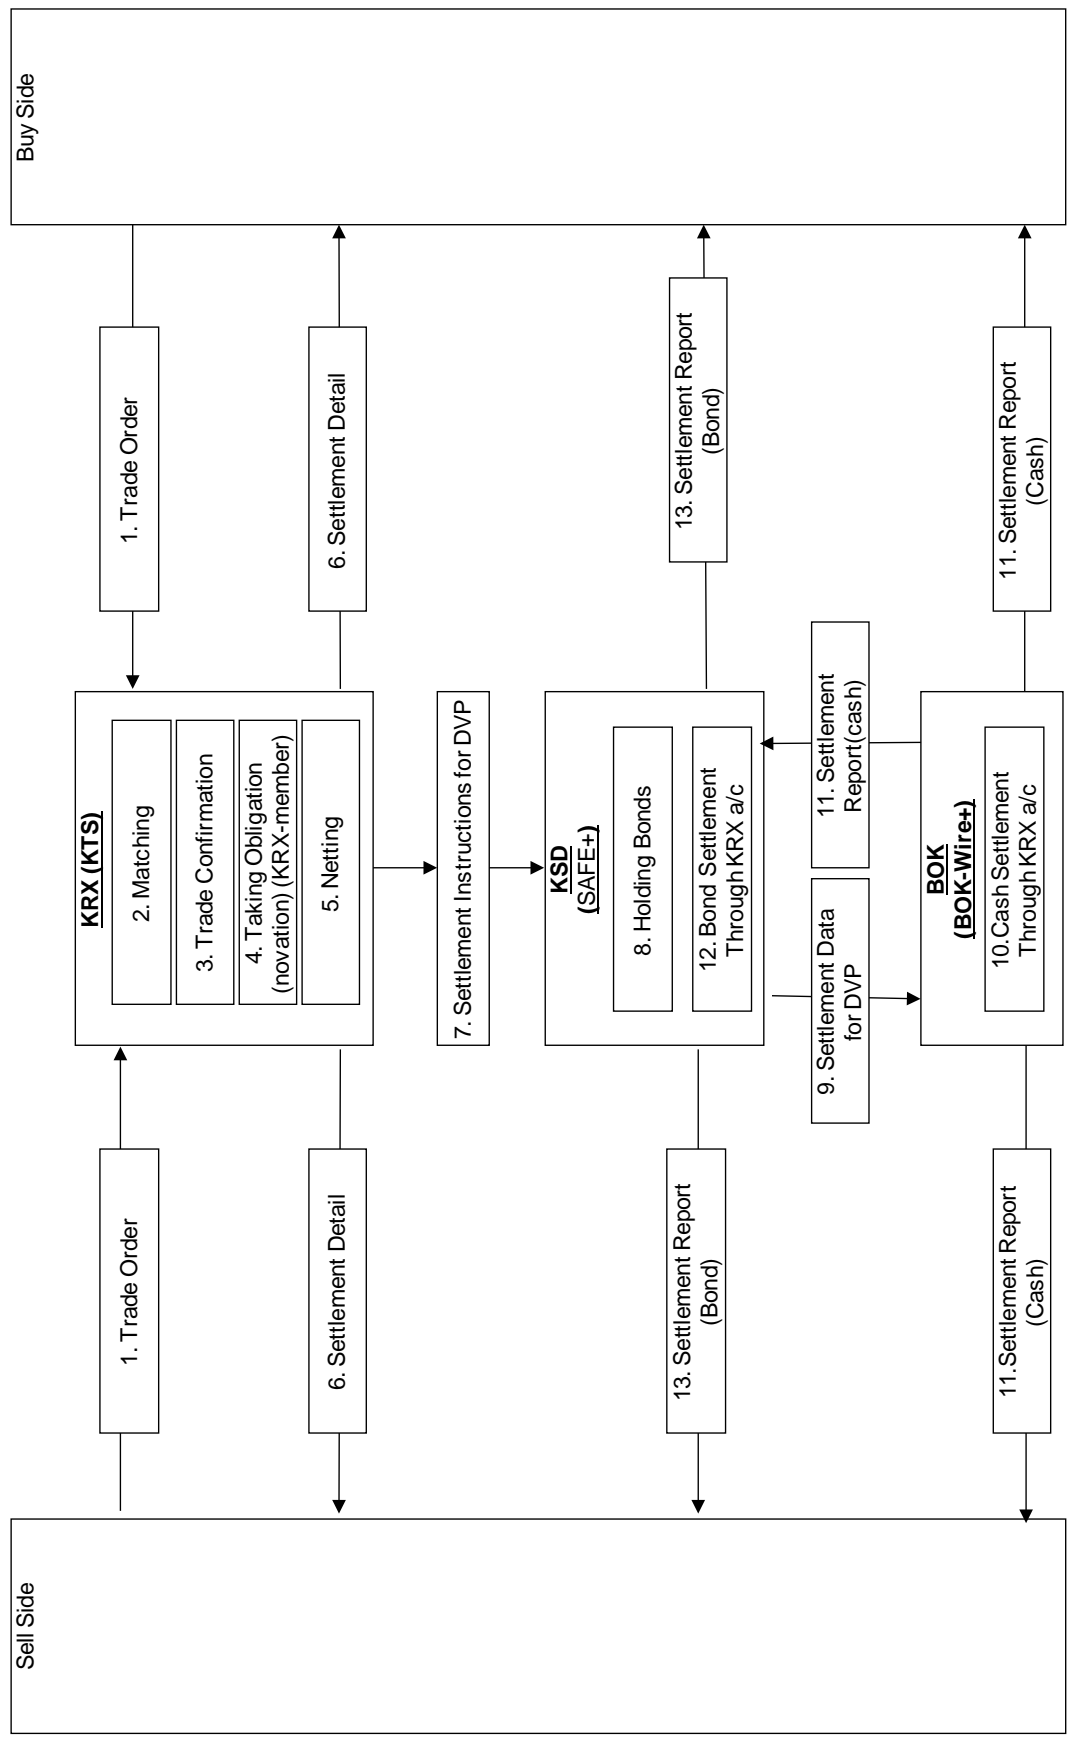 Sell Side
Buy Side
1. Trade Order
KRX (KTS)
1. Trade Order
2. Matching
3. Trade Confirmation
4. Taking Obligation
(novation) (KRX-member)
5. Netting
6. Settlement Detail
6. Settlement Detail
7. Settlement Instructions for DVP
KSD
(SAFE+)
8. Holding Bonds
13. Settlement Report
(Bond)
12. Bond Settlement
Through KRX a/c
13. Settlement Report
(Bond)
9. Settlement Data
for DVP
11. Settlement
Report(cash)
BOK
(BOK-Wire+)
11.Settlement Report
(Cash)
10.Cash Settlement
Through KRX a/c
11. Settlement Report
(Cash)